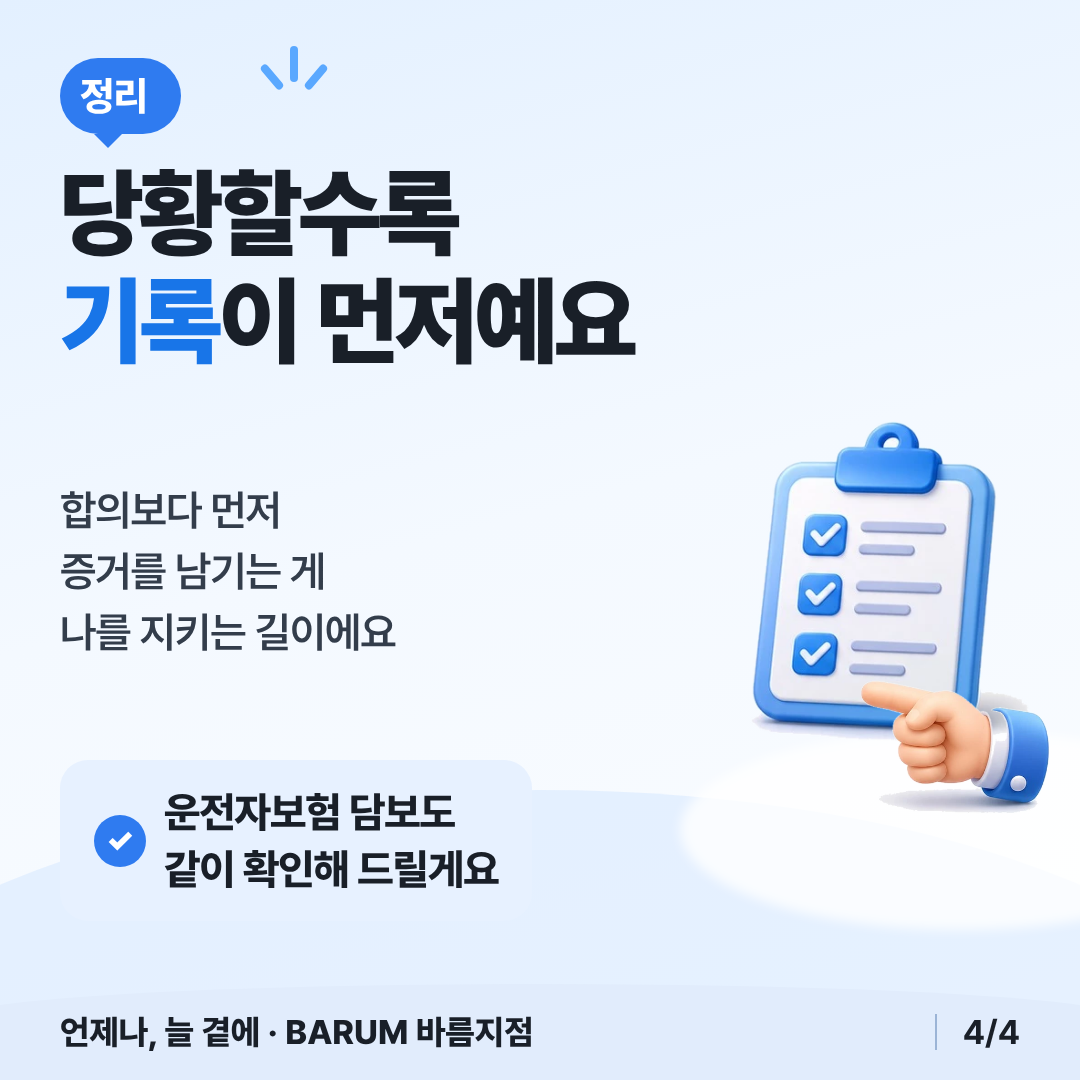 정리
당황할수록
기록이 먼저예요
합의보다 먼저
증거를 남기는 게
나를 지키는 길이에요
운전자보험 담보도
같이 확인해 드릴게요
언제나, 늘 곁에 · BARUM 바름지점
4/4